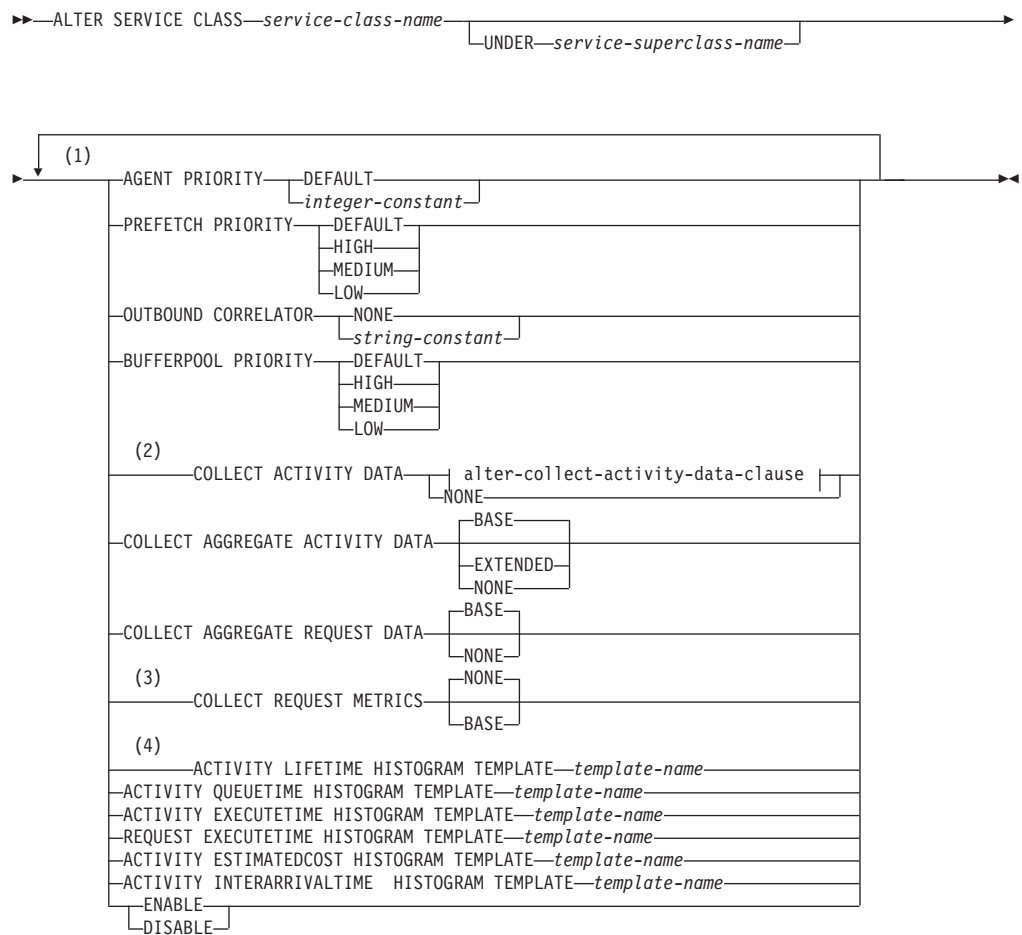 ALTER SERVICE CLASS service-class-name
UNDER service-superclass-name
(1)
AGENT PRIORITY DEFAULT
integer-constant
PREFETCH PRIORITY DEFAULT
HIGH
MEDIUM
LOW
OUTBOUND CORRELATOR NONE
string-constant
BUFFERPOOL PRIORITY DEFAULT
HIGH
MEDIUM
LOW
(2)
COLLECT ACTIVITY DATA alter-collect-activity-data-clause
NONE
BASE
COLLECT AGGREGATE ACTIVITY DATA
EXTENDED
NONE
BASE
COLLECT AGGREGATE REQUEST DATA
NONE
(3)
NONE
COLLECT REQUEST METRICS
BASE
(4)
ACTIVITY LIFETIME HISTOGRAM TEMPLATE template-name
ACTIVITY QUEUETIME HISTOGRAM TEMPLATE template-name
ACTIVITY EXECUTETIME HISTOGRAM TEMPLATE template-name
REQUEST EXECUTETIME HISTOGRAM TEMPLATE template-name
ACTIVITY ESTIMATEDCOST HISTOGRAM TEMPLATE template-name
ACTIVITY INTERARRIVALTIME HISTOGRAM TEMPLATE template-name
ENABLE
DISABLE